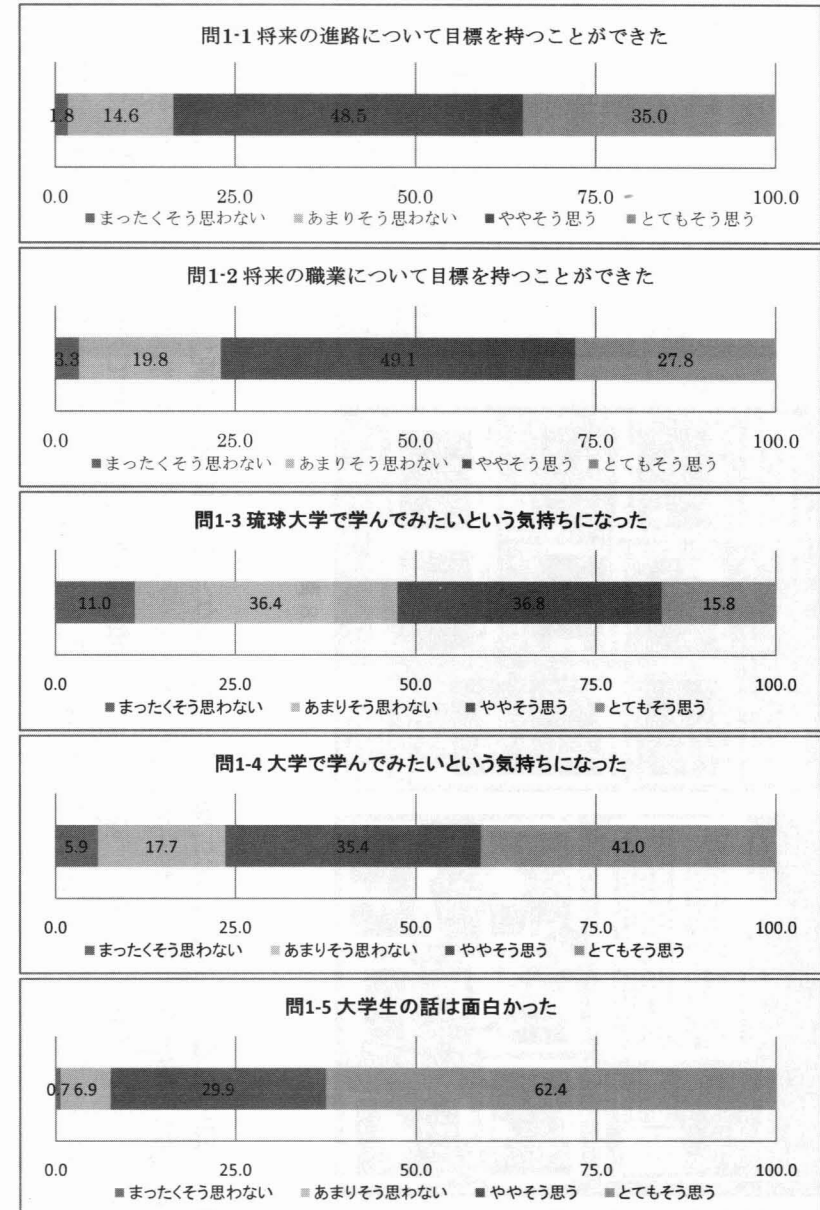 問1-1 将来の進路について目標を持つことができた
1.8 14.6 48.5 35.0
0.0 25.0 50.0 75.0 100.0
■まったくそう思わない ■あまりそう思わない ■ややそう思う ■とてもそう思う
問1-2 将来の職業について目標を持つことができた
3.3 19.8 49.1 27.8
0.0 25.0 50.0 75.0 100.0
■まったくそう思わない ■あまりそう思わない ■ややそう思う ■とてもそう思う
問1-3 琉球大学で学んでみたいという気持ちになった
11.0 36.4 36.8 15.8
0.0 25.0 50.0 75.0 100.0
■まったくそう思わない ■あまりそう思わない ■ややそう思う ■とてもそう思う
問1-4 大学で学んでみたいという気持ちになった
5.9 17.7 35.4 41.0
0.0 25.0 50.0 75.0 100.0
■まったくそう思わない ■あまりそう思わない ■ややそう思う ■とてもそう思う
問1-5 大学生の話は面白かった
0.7 6.9 29.9 62.4
0.0 25.0 50.0 75.0 100.0
■まったくそう思わない ■あまりそう思わない ■ややそう思う ■とてもそう思う